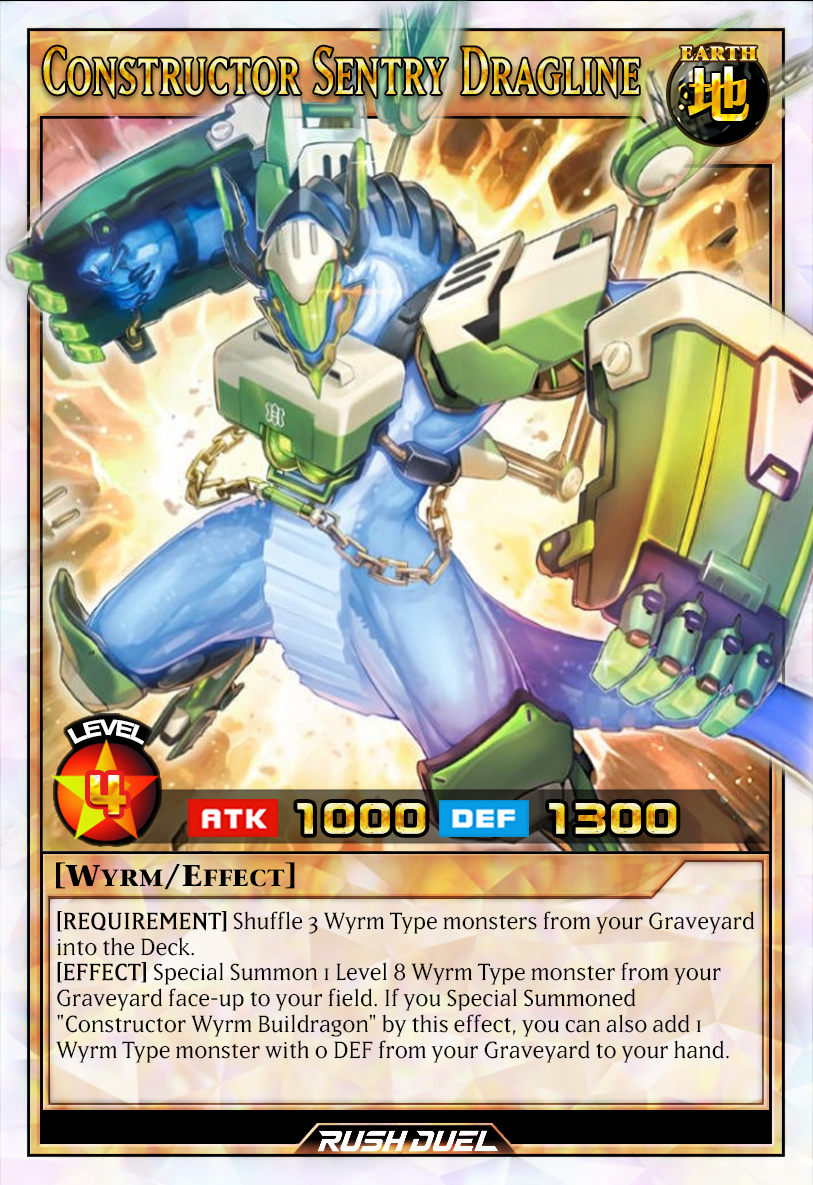 CONSTRUCTOR SENTRY DRAGLINE
EARTH
地
LEVEL
4
ATK 1000 DEF 1300
[WYRM/EFFECT]
[REQUIREMENT] Shuffle 3 Wyrm Type monsters from your Graveyard
into the Deck.
[EFFECT] Special Summon 1 Level 8 Wyrm Type monster from your
Graveyard face-up to your field. If you Special Summoned
"Constructor Wyrm Buildragon" by this effect, you can also add 1
Wyrm Type monster with 0 DEF from your Graveyard to your hand.
RUSH DUEL